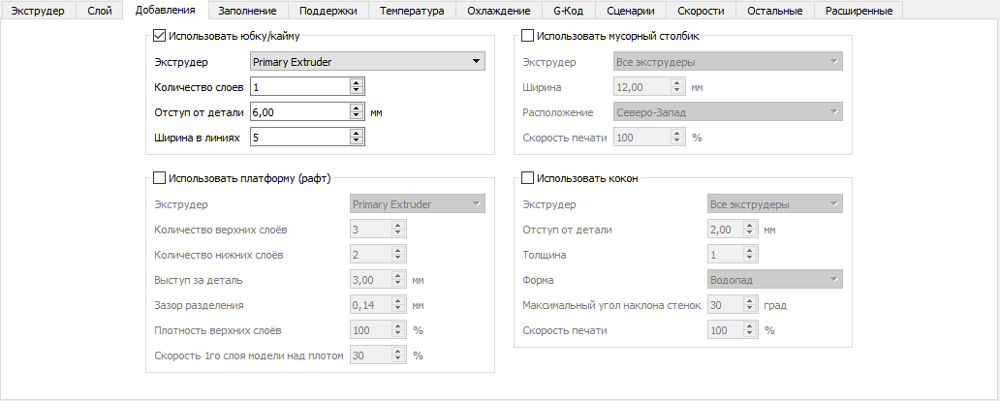 Экструдер Слой Добавления Заполнение Поддержки Температура Охлаждение G-Код Сценарии Скорости Остальные Расширенные
Использовать юбку/кайму
Экструдер Primary Extruder
Количество слоев 1
Отступ от детали 6,00 мм
Ширина в линиях 5
Использовать мусорный столбик
Экструдер Все экструдеры
Ширина 12,00 мм
Расположение Северо-Запад
Скорость печати 100 %
Использовать платформу (рафт)
Экструдер Primary Extruder
Количество верхних слоёв 3
Количество нижних слоёв 2
Выступ за деталь 3,00 мм
Зазор разделения 0,14 мм
Плотность верхних слоёв 100 %
Скорость 1го слоя модели над плотом 30 %
Использовать кокон
Экструдер Все экструдеры
Отступ от детали 2,00 мм
Толщина 1
Форма Водопад
Максимальный угол наклона стенок 30 град
Скорость печати 100 %